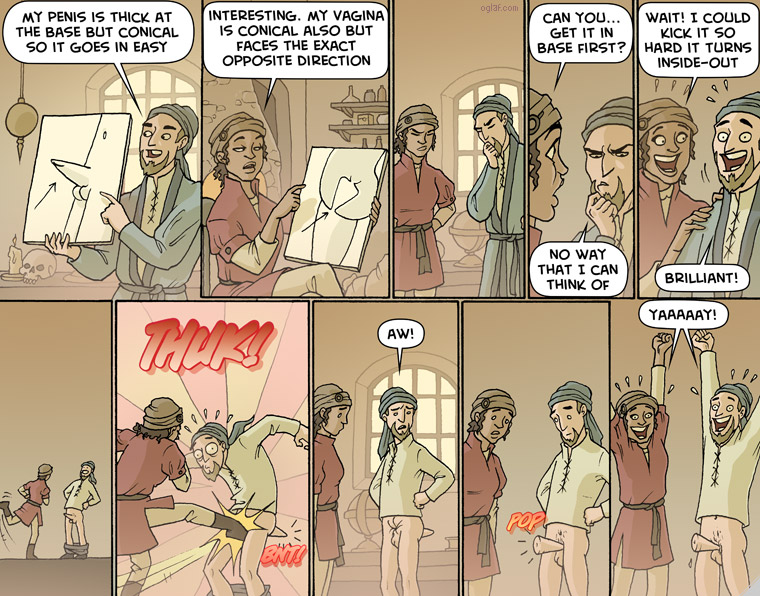 MY PENIS IS THICK AT
THE BASE BUT CONICAL
SO IT GOES IN EASY
INTERESTING. MY VAGINA
IS CONICAL ALSO BUT
FACES THE EXACT
OPPOSITE DIRECTION
oglaf.com
CAN YOU...
GET IT IN
BASE FIRST?
NO WAY
THAT I CAN
THINK OF
WAIT! I COULD
KICK IT SO
HARD IT TURNS
INSIDE-OUT
BRILLIANT!
THUK!
BNT!
AW!
POP!
YAAAAAY!